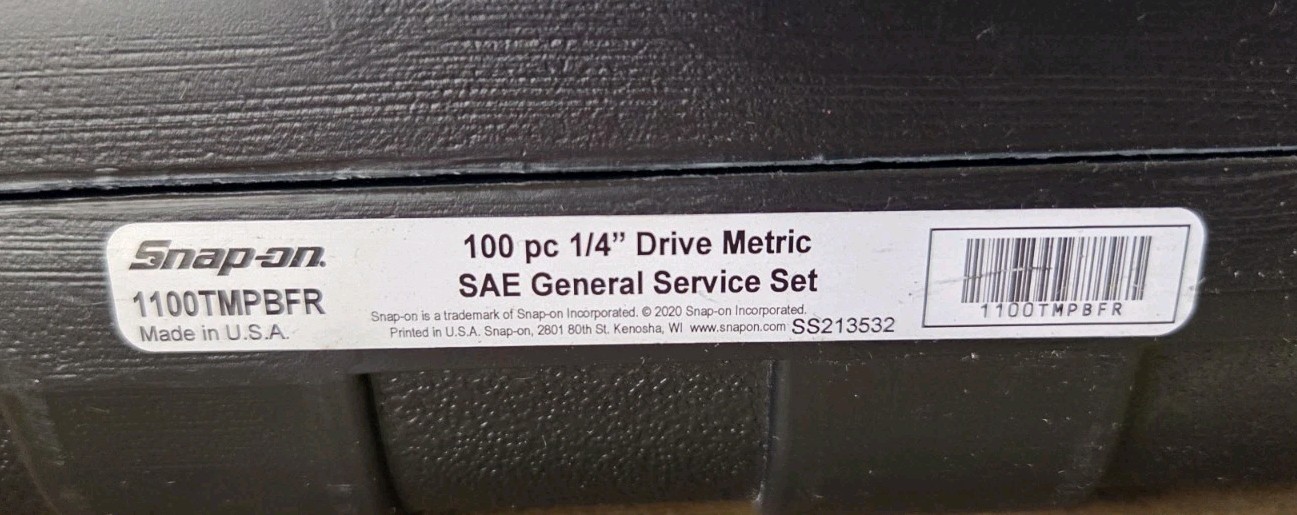 Snap-on.
1100TMPBFR
Made in U.S.A.
100 pc 1/4” Drive Metric
SAE General Service Set
Snap-on is a trademark of Snap-on Incorporated. © 2020 Snap-on Incorporated.
Printed in U.S.A. Snap-on, 2801 80th St. Kenosha, WI www.snapon.com SS213532
1100TMPBFR